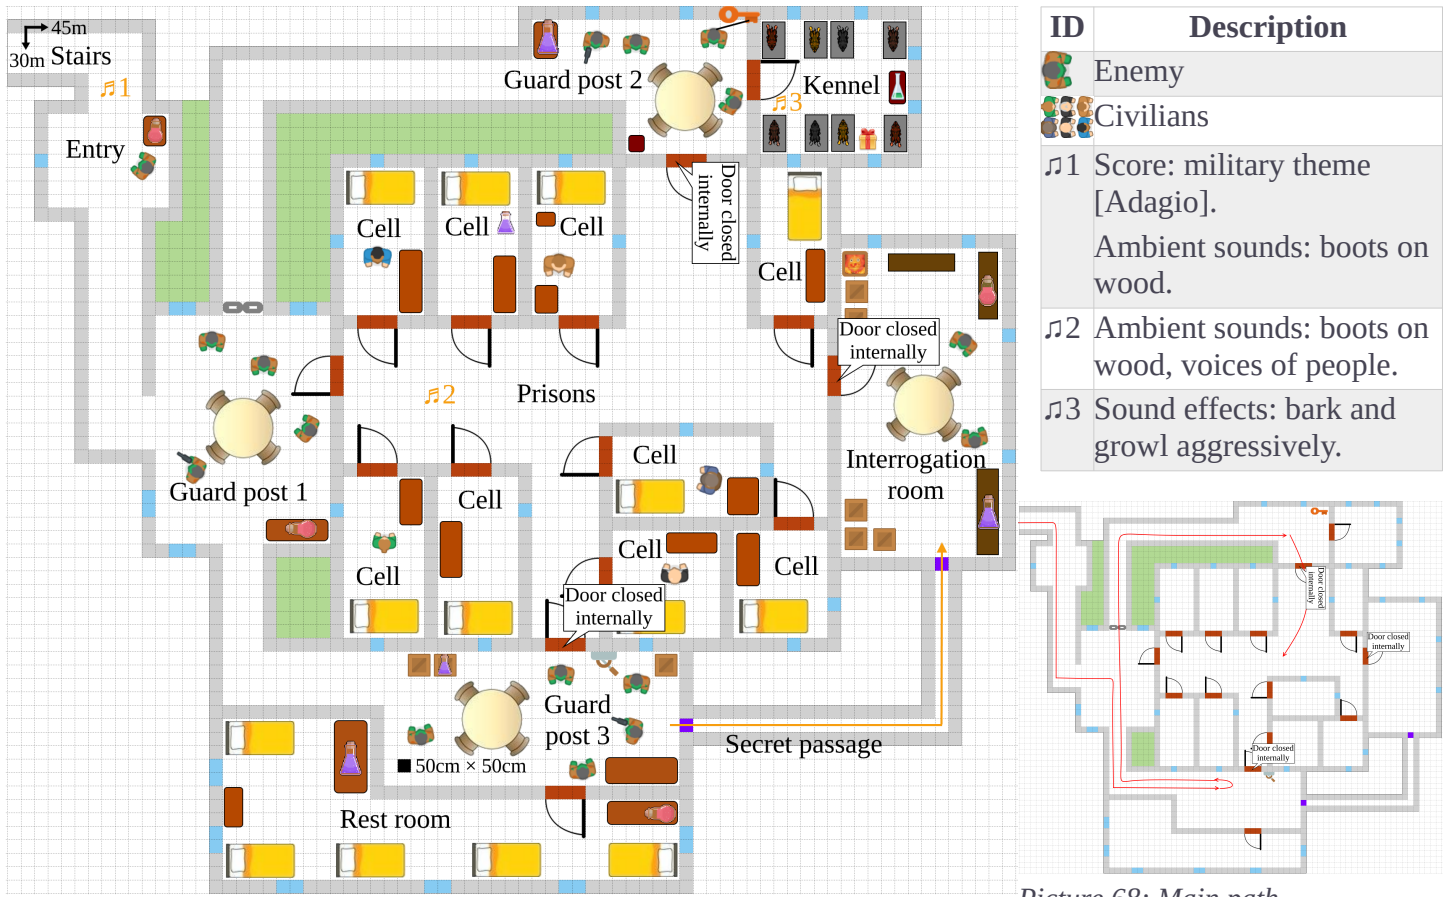 45m
30m
Stairs
♫1
Entry
Guard post 2
Kennel
♫3
Door closed
internally
Cell
Cell
Cell
Cell
Door closed
internally
♫2
Prisons
Cell
Interrogation
room
Guard post 1
Cell
Cell
Cell
Cell
Door closed
internally
Guard
post 3
Secret passage
50cm × 50cm
Rest room
ID Description
Enemy
Civilians
♫1 Score: military theme
[Adagio].
Ambient sounds: boots on
wood.
♫2 Ambient sounds: boots on
wood, voices of people.
♫3 Sound effects: bark and
growl aggressively.
Door closed
internally
Door closed
internally
Door closed
internally
Picture 68: Main path